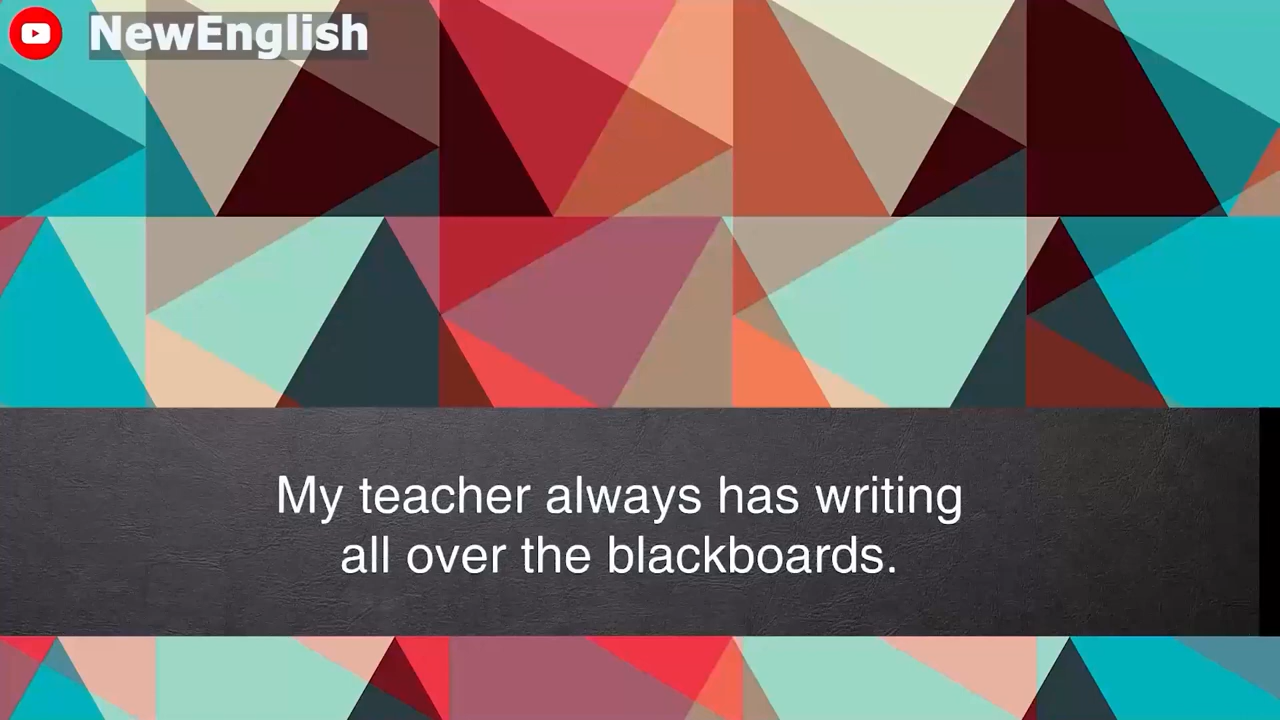 NewEnglish
My teacher always has writing
all over the blackboards.